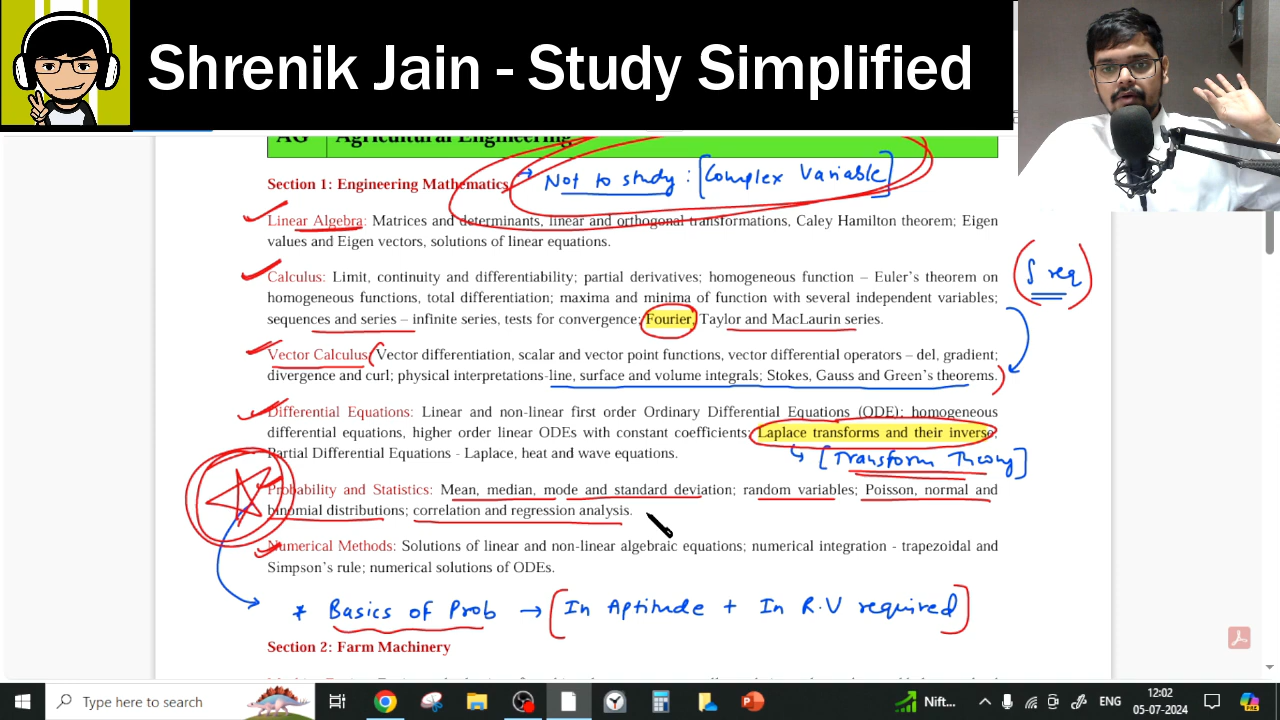 Shrenik Jain - Study Simplified
AG Agricultural Engineering
Section 1: Engineering Mathematics
→ Not to study : [Complex Variable]
Linear Algebra: Matrices and determinants, linear and orthogonal transformations, Caley Hamilton theorem; Eigen
values and Eigen vectors, solutions of linear equations.
Calculus: Limit, continuity and differentiability; partial derivatives; homogeneous function – Euler's theorem on
homogeneous functions, total differentiation; maxima and minima of function with several independent variables;
sequences and series – infinite series, tests for convergence; Fourier, Taylor and MacLaurin series.
(∫ req)
Vector Calculus: Vector differentiation, scalar and vector point functions, vector differential operators – del, gradient;
divergence and curl; physical interpretations-line, surface and volume integrals; Stokes, Gauss and Green's theorems.
Differential Equations: Linear and non-linear first order Ordinary Differential Equations (ODE); homogeneous
differential equations, higher order linear ODEs with constant coefficients; Laplace transforms and their inverse;
Partial Differential Equations - Laplace, heat and wave equations.
[Transform Theory]
Probability and Statistics: Mean, median, mode and standard deviation; random variables; Poisson, normal and
binomial distributions; correlation and regression analysis.
Numerical Methods: Solutions of linear and non-linear algebraic equations; numerical integration - trapezoidal and
Simpson's rule; numerical solutions of ODEs.
* Basics of Prob → [In Aptitude + In R.V required]
Section 2: Farm Machinery
Type here to search
Nift...
ENG
12:02
05-07-2024